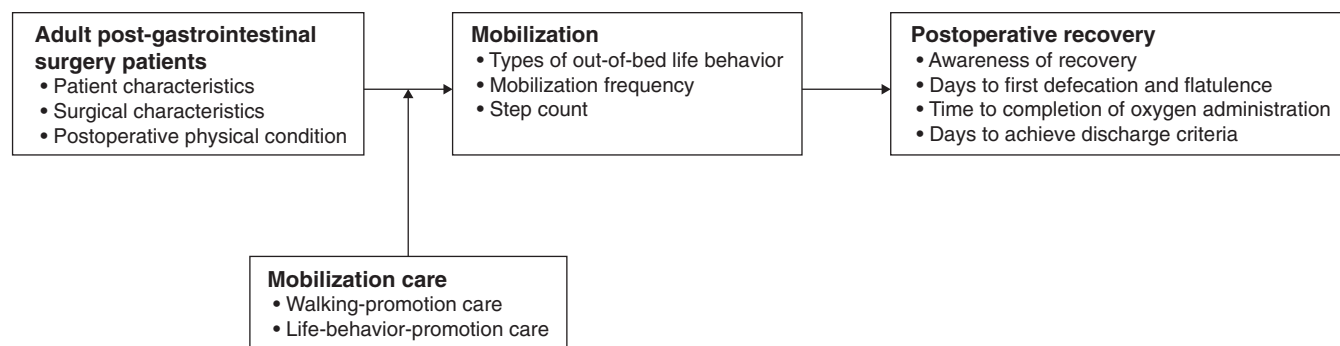 Adult post-gastrointestinal
surgery patients
• Patient characteristics
• Surgical characteristics
• Postoperative physical condition
Mobilization
• Types of out-of-bed life behavior
• Mobilization frequency
• Step count
Postoperative recovery
• Awareness of recovery
• Days to first defecation and flatulence
• Time to completion of oxygen administration
• Days to achieve discharge criteria
Mobilization care
• Walking-promotion care
• Life-behavior-promotion care